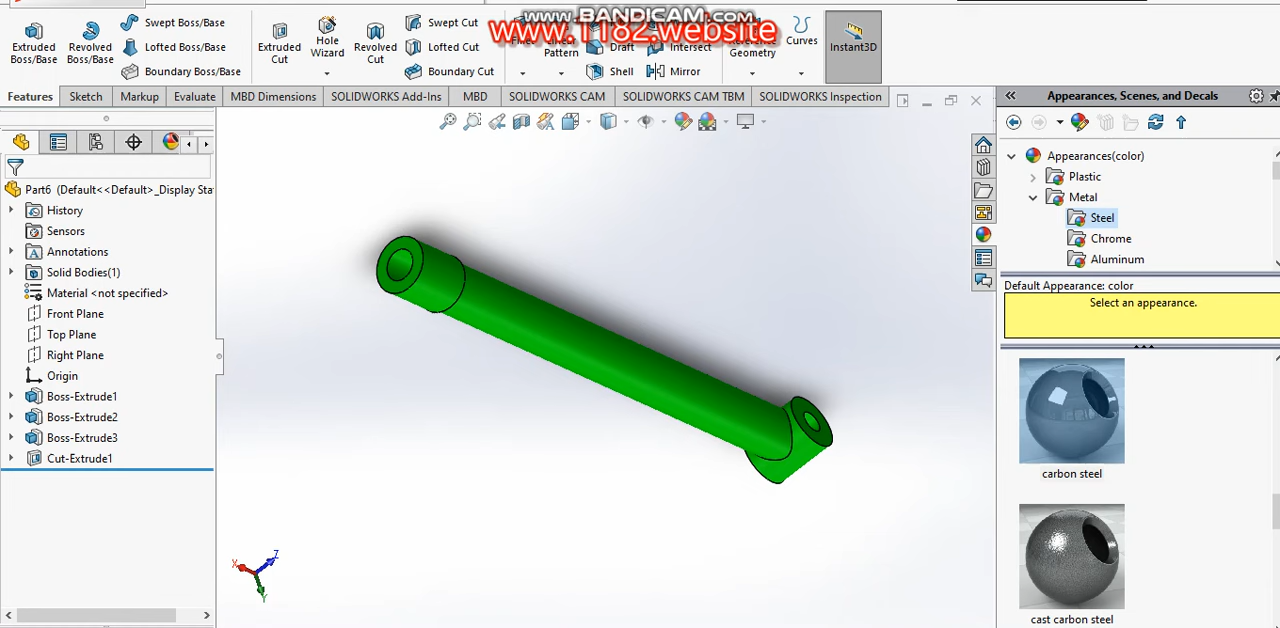 www.BANDICAM.com
www.1182.website
Extruded Boss/Base
Revolved Boss/Base
Swept Boss/Base
Lofted Boss/Base
Boundary Boss/Base
Extruded Cut
Hole Wizard
Revolved Cut
Swept Cut
Lofted Cut
Boundary Cut
Pattern
Draft
Shell
Intersect
Mirror
Geometry
Curves
Instant3D
Features
Sketch
Markup
Evaluate
MBD Dimensions
SOLIDWORKS Add-Ins
MBD
SOLIDWORKS CAM
SOLIDWORKS CAM TBM
SOLIDWORKS Inspection
Part6 (Default<<Default>_Display Sta
History
Sensors
Annotations
Solid Bodies(1)
Material <not specified>
Front Plane
Top Plane
Right Plane
Origin
Boss-Extrude1
Boss-Extrude2
Boss-Extrude3
Cut-Extrude1
X
Z
Y
Appearances, Scenes, and Decals
Appearances(color)
Plastic
Metal
Steel
Chrome
Aluminum
Default Appearance: color
Select an appearance.
carbon steel
cast carbon steel